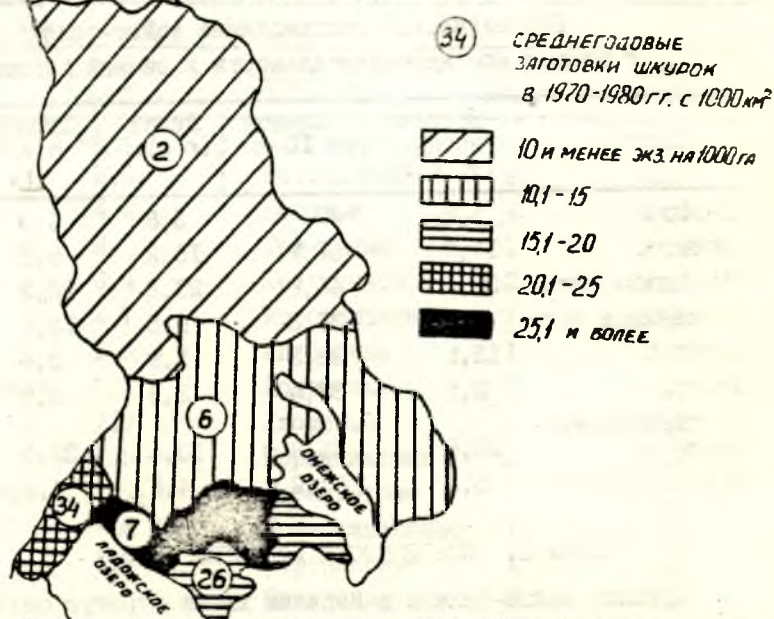 34 СРЕДНЕГОДОВЫЕ
ЗАГОТОВКИ ШКУРОК
в 1970-1980 гг. с 1000 км²
10 И МЕНЕЕ ЭКЗ. НА 1000 ГА
10,1-15
15,1-20
20,1-25
25,1 И БОЛЕЕ
2
6
ОНЕЖСКОЕ
ОЗЕРО
34
7
26
ЛАДОЖСКОЕ
ОЗЕРО